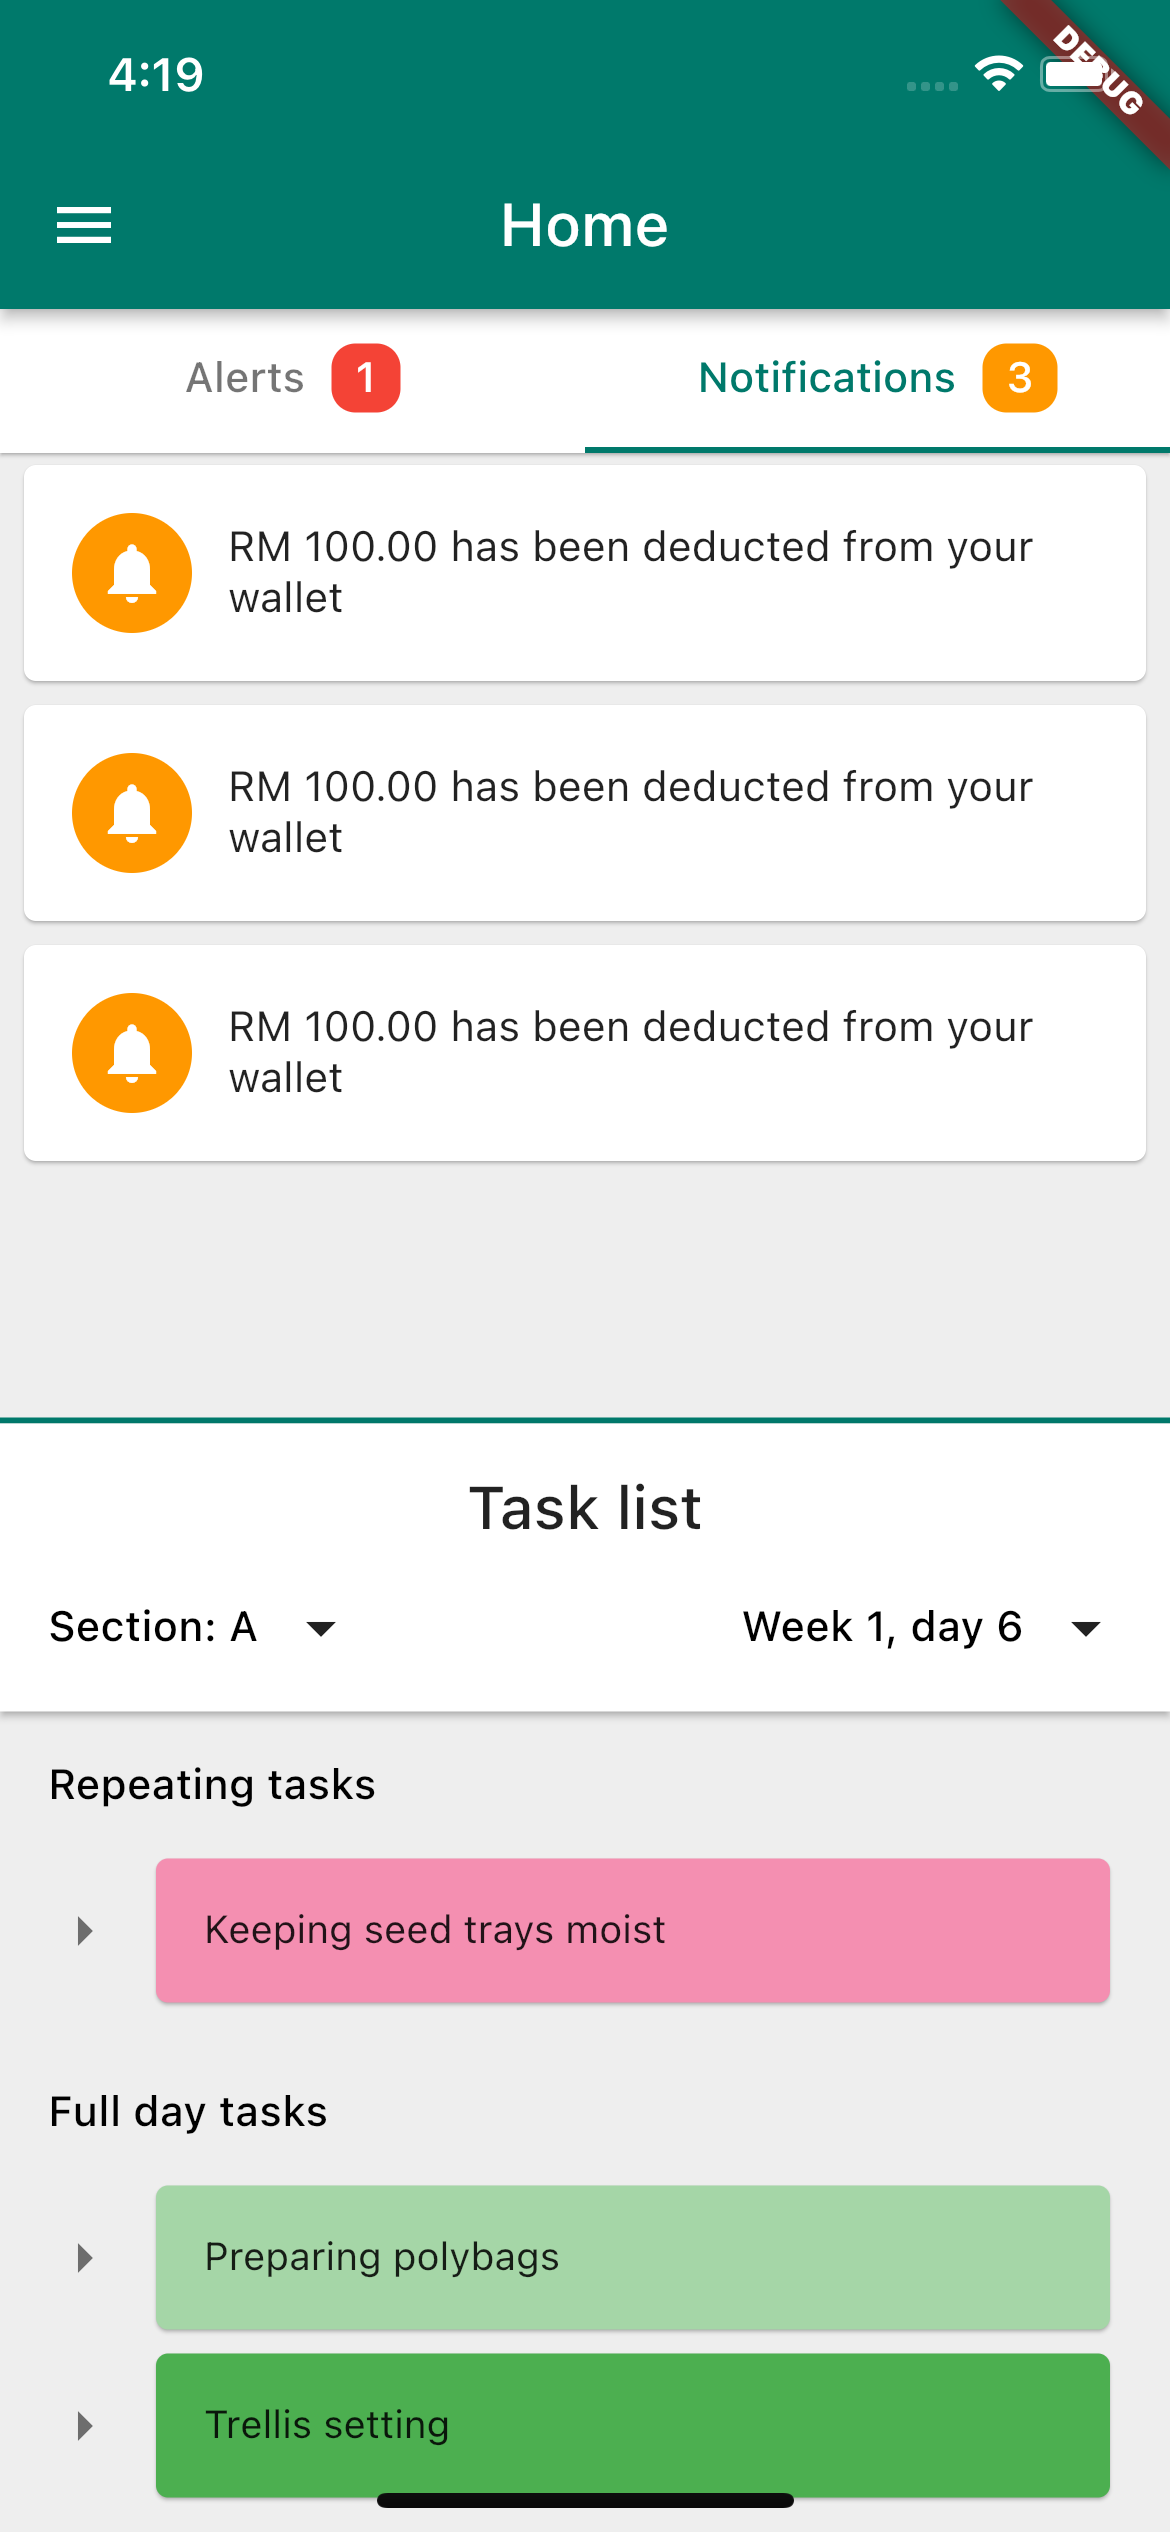 4:19
DEBUG
Home
Alerts 1
Notifications 3
RM 100.00 has been deducted from your
wallet
RM 100.00 has been deducted from your
wallet
RM 100.00 has been deducted from your
wallet
Task list
Section: A
Week 1, day 6
Repeating tasks
Keeping seed trays moist
Full day tasks
Preparing polybags
Trellis setting